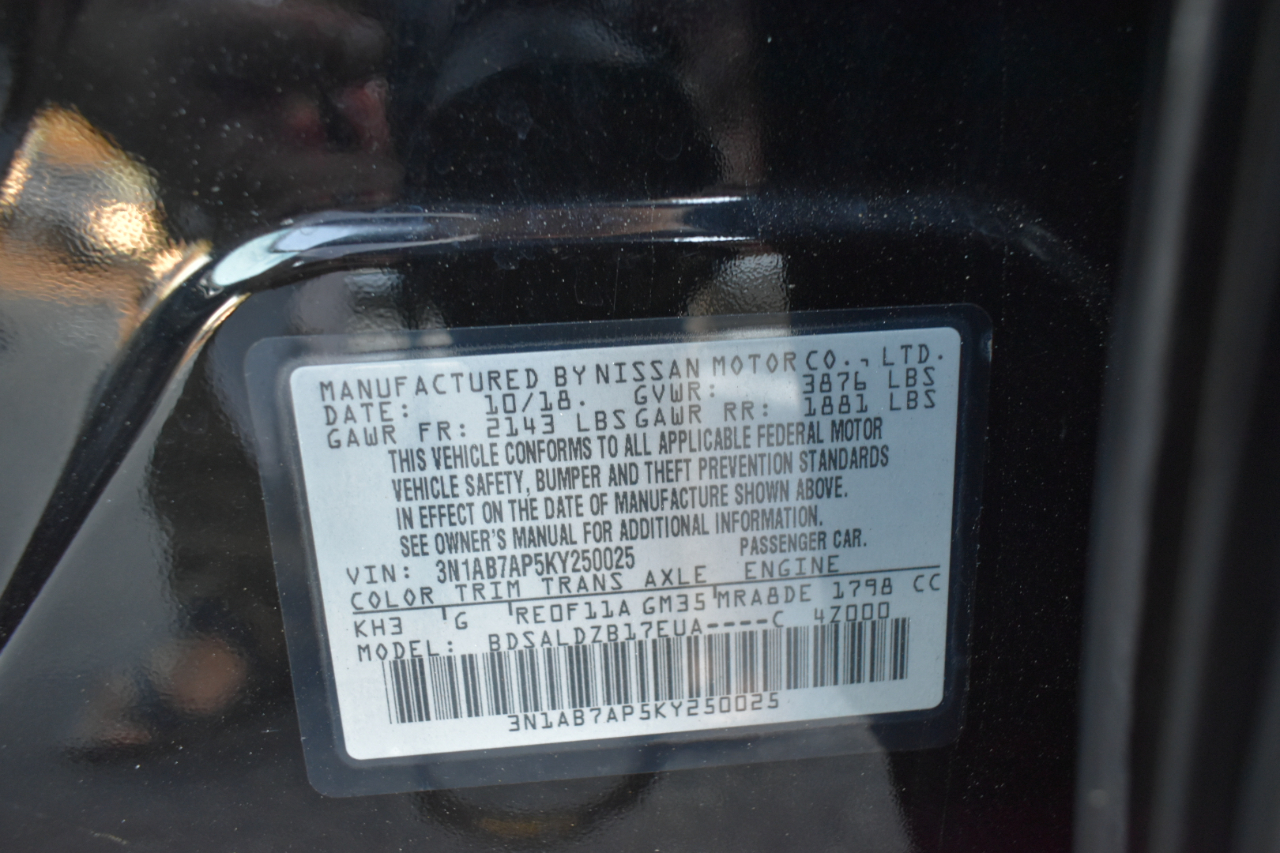 MANUFACTURED BY NISSAN MOTOR CO., LTD.
DATE: 10/18. GVWR: 3876 LBS
GAWR FR: 2143 LBS GAWR RR: 1881 LBS
THIS VEHICLE CONFORMS TO ALL APPLICABLE FEDERAL MOTOR
VEHICLE SAFETY, BUMPER AND THEFT PREVENTION STANDARDS
IN EFFECT ON THE DATE OF MANUFACTURE SHOWN ABOVE.
SEE OWNER'S MANUAL FOR ADDITIONAL INFORMATION.
VIN: 3N1AB7AP5KY250025 PASSENGER CAR.
COLOR TRIM TRANS AXLE ENGINE
KH3 G RE0F11A GM35 MRA8DE 1798 CC
MODEL: BDSALDZB17EUA----C 4Z000
3N1AB7AP5KY250025